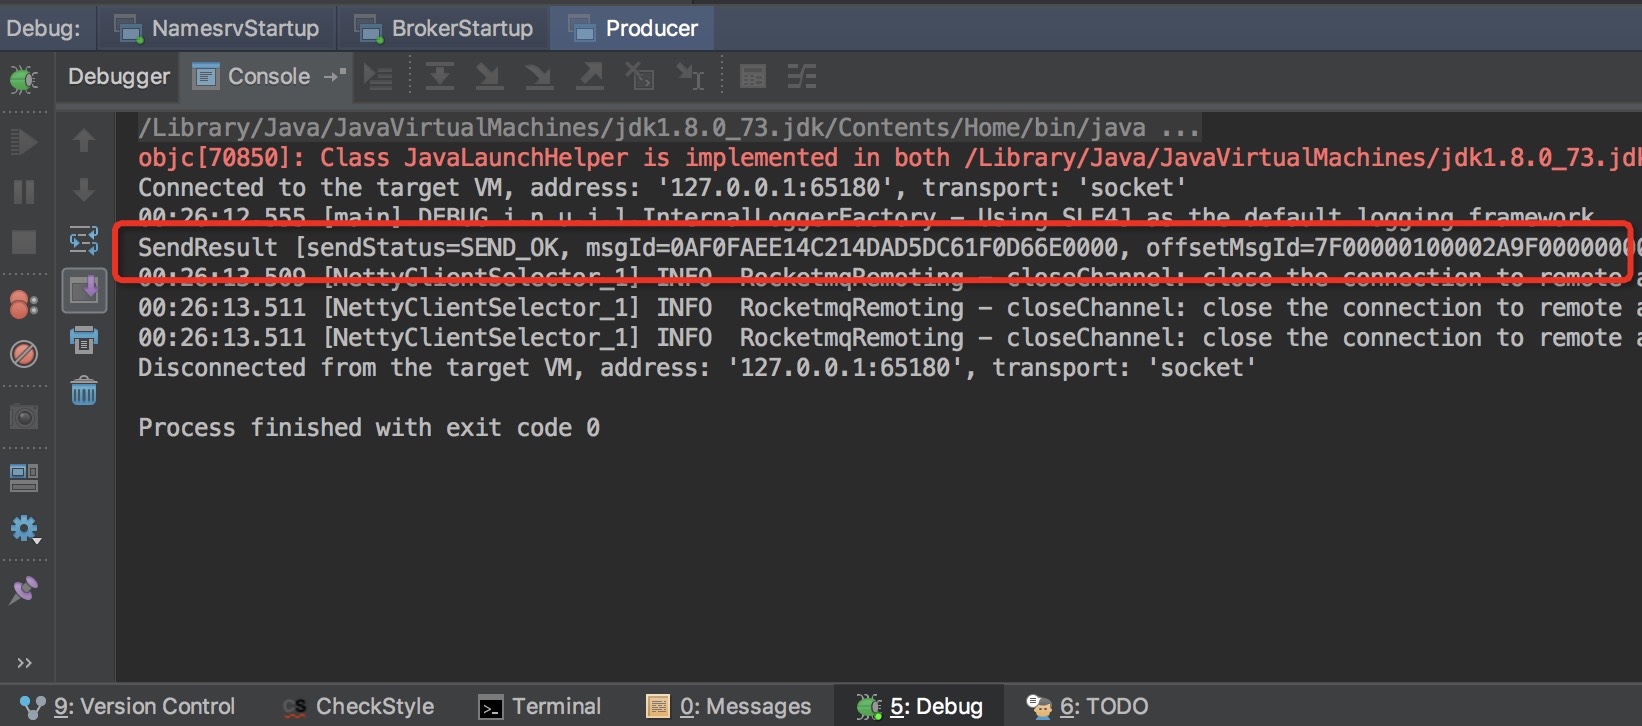 Debug: NamesrvStartup BrokerStartup Producer
Debugger Console
/Library/Java/JavaVirtualMachines/jdk1.8.0_73.jdk/Contents/Home/bin/java ...
objc[70850]: Class JavaLaunchHelper is implemented in both /Library/Java/JavaVirtualMachines/jdk1.8.0_73.jd
Connected to the target VM, address: '127.0.0.1:65180', transport: 'socket'
00:26:12.555 [main] DEBUG i.n.u.i.l.InternalLoggerFactory - Using SLF4J as the default logging framework
SendResult [sendStatus=SEND_OK, msgId=0AF0FAEE14C214DAD5DC61F0D66E0000, offsetMsgId=7F00000100002A9F00000000
00:26:13.509 [NettyClientSelector_1] INFO  RocketmqRemoting - closeChannel: close the connection to remote a
00:26:13.511 [NettyClientSelector_1] INFO  RocketmqRemoting - closeChannel: close the connection to remote a
00:26:13.511 [NettyClientSelector_1] INFO  RocketmqRemoting - closeChannel: close the connection to remote a
Disconnected from the target VM, address: '127.0.0.1:65180', transport: 'socket'
Process finished with exit code 0
9: Version Control CS CheckStyle Terminal 0: Messages 5: Debug 6: TODO